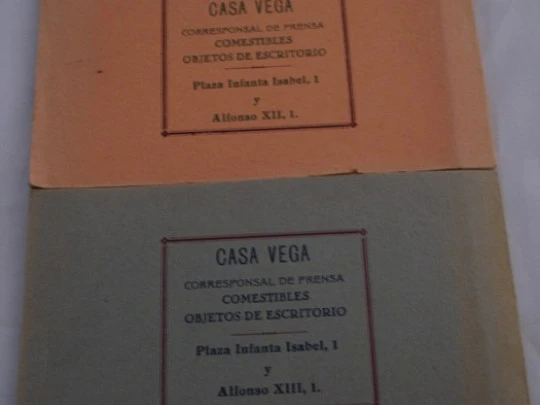 CASA VEGA
CORRESPONSAL DE PRENSA
COMESTIBLES
OBJETOS DE ESCRITORIO
Plaza Infanta Isabel, 1
y
Alfonso XII, 1.
CASA VEGA
CORRESPONSAL DE PRENSA
COMESTIBLES
OBJETOS DE ESCRITORIO
Plaza Infanta Isabel, 1
y
Alfonso XIII, 1.